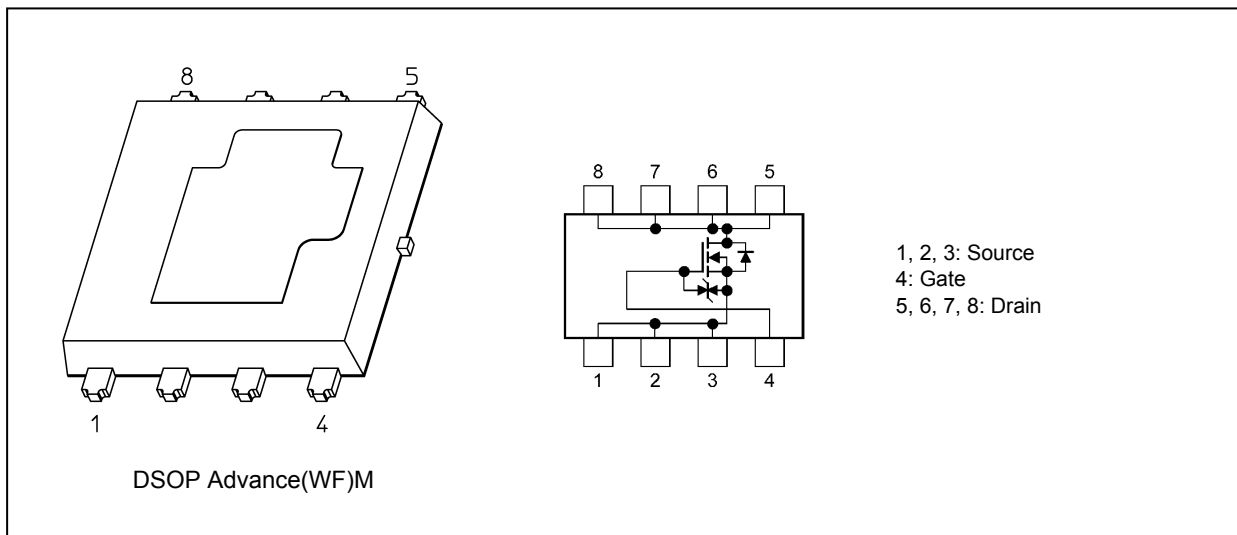 8 5
1 4
DSOP Advance(WF)M
8 7 6 5
1 2 3 4
1, 2, 3: Source
4: Gate
5, 6, 7, 8: Drain